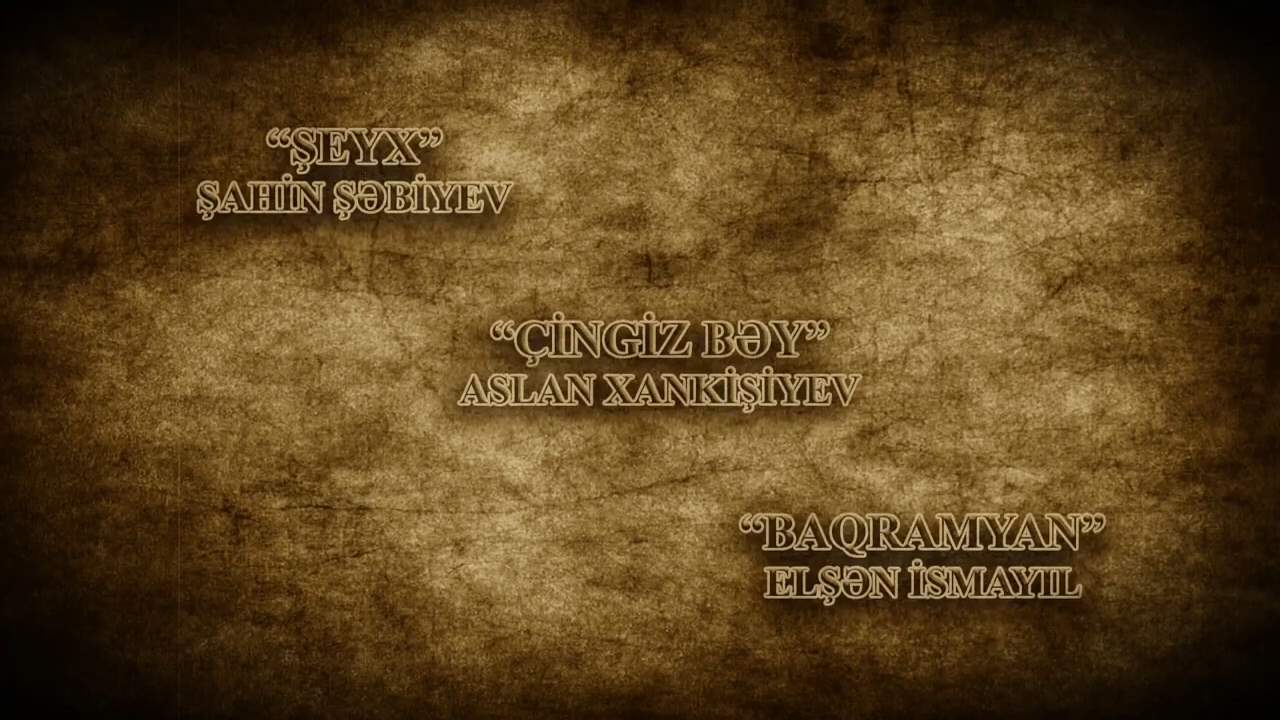 “ŞEYX”
ŞAHİN ŞƏBİYEV
“ÇİNGİZ BƏY”
ASLAN XANKİŞİYEV
“BAQRAMYAN”
ELŞƏN İSMAYIL